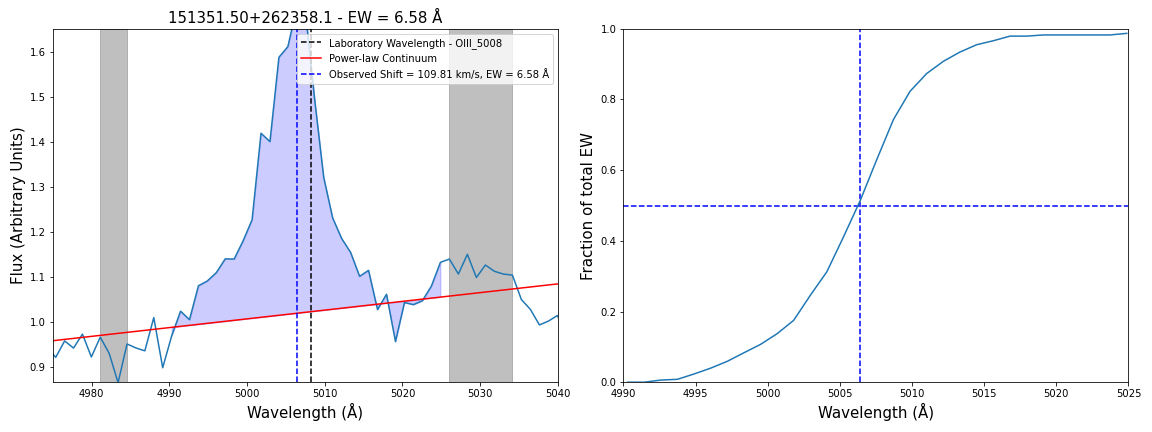 151351.50+262358.1 - EW = 6.58 Å
Laboratory Wavelength - OIII_5008
Power-law Continuum
Observed Shift = 109.81 km/s, EW = 6.58 Å
Flux (Arbitrary Units)
1.6
1.5
1.4
1.3
1.2
1.1
1.0
0.9
4980 4990 5000 5010 5020 5030 5040
Wavelength (Å)
Fraction of total EW
1.0
0.8
0.6
0.4
0.2
0.0
4990 4995 5000 5005 5010 5015 5020 5025
Wavelength (Å)